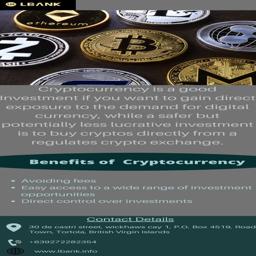 LBANK
ethereum
Cryptocurrency is a good
investment if you want to gain direct
exposure to the demand for digital
currency, while a safer but
potentially less lucrative investment
is to buy cryptos directly from a
regulates crypto exchange.
Benefits of Cryptocurrency
• Avoiding fees
• Easy access to a wide range of investment
opportunities
• Direct control over investments
Contact Details
30 de castri street, wickhaws cay 1, P.O. Box 4519, Road
Town, Tortola, British Virgin Islands
+639272282354
www.lbank.info